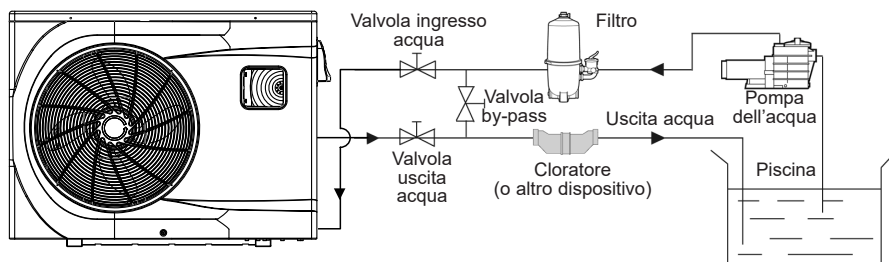 Valvola ingresso
acqua
Filtro
Valvola
by-pass
Pompa
dell’acqua
Uscita acqua
Valvola
uscita
acqua
Cloratore
(o altro dispositivo)
Piscina